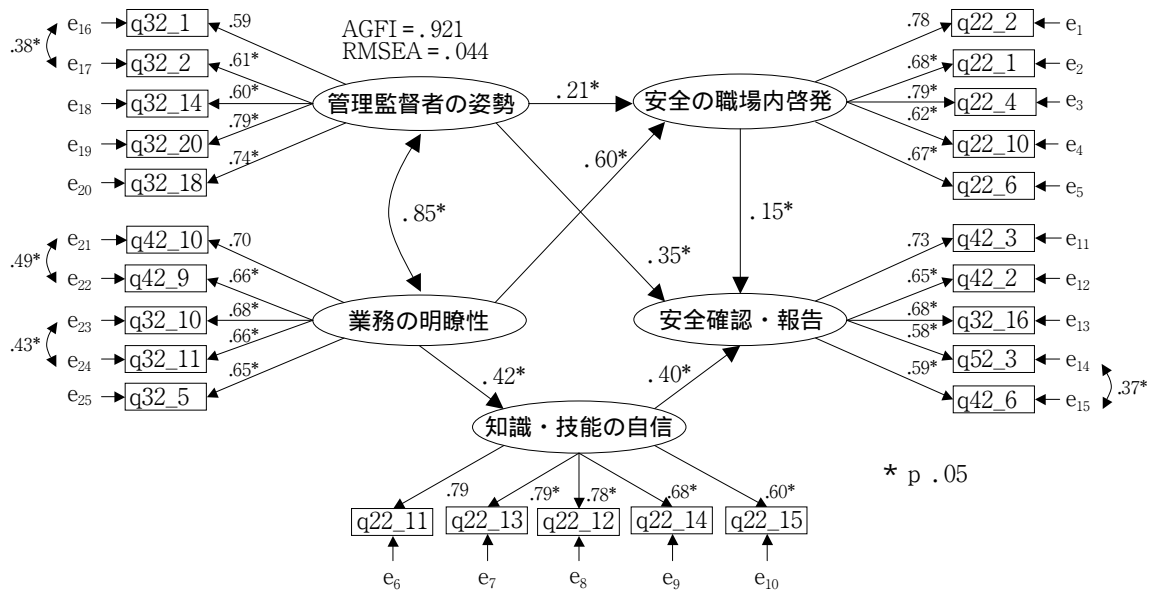 AGFI = .921
RMSEA = .044
.38*
e16
q32_1
.59
e17
q32_2
.61*
e18
q32_14
.60*
e19
q32_20
.79*
e20
q32_18
.74*
管理監督者の姿勢
.21*
安全の職場内啓発
.78
q22_2
e1
.68*
q22_1
e2
.79*
q22_4
e3
.62*
q22_10
e4
.67*
q22_6
e5
.60*
.85*
.15*
.35*
.49*
e21
q42_10
.70
e22
q42_9
.66*
.43*
e23
q32_10
.68*
e24
q32_11
.66*
e25
q32_5
.65*
業務の明瞭性
安全確認・報告
.73
q42_3
e11
.65*
q42_2
e12
.68*
q32_16
e13
.58*
q52_3
e14
.59*
q42_6
e15
.37*
.42*
.40*
知識・技能の自信
.79
.79*
.78*
.68*
.60*
q22_11
q22_13
q22_12
q22_14
q22_15
e6
e7
e8
e9
e10
* p .05